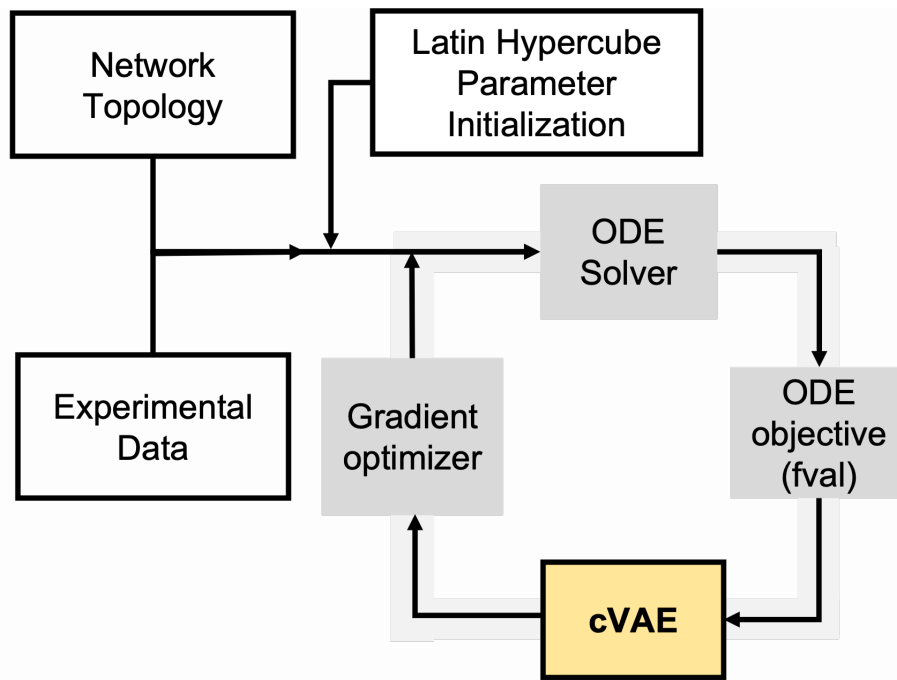 Network
Topology
Latin Hypercube
Parameter
Initialization
ODE
Solver
Experimental
Data
Gradient
optimizer
ODE
objective
(fval)
cVAE